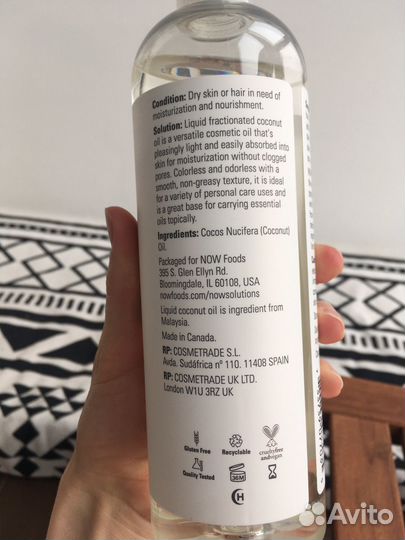 Condition: Dry skin or hair in need of
moisturization and nourishment.
Solution: Liquid fractionated coconut
oil is a versatile cosmetic oil that's
pleasingly light and easily absorbed into
skin for moisturization without clogged
pores. Colorless and odorless with a
smooth, non-greasy texture, it is ideal
for a variety of personal care uses and
is a great base for carrying essential
oils topically.
Ingredients: Cocos Nucifera (Coconut)
Oil.
Packaged for NOW Foods
395 S. Glen Ellyn Rd.
Bloomingdale, IL 60108, USA
nowfoods.com/nowsolutions
Liquid coconut oil is ingredient from
Malaysia.
Made in Canada.
RP: COSMETRADE S.L.
Avda. Sudáfrica nº 110. 11408 SPAIN
RP: COSMETRADE UK LTD.
London W1U 3RZ UK
Gluten Free
Recyclable
crueltyfree
andvegan
Quality Tested
36M
CH
Avito